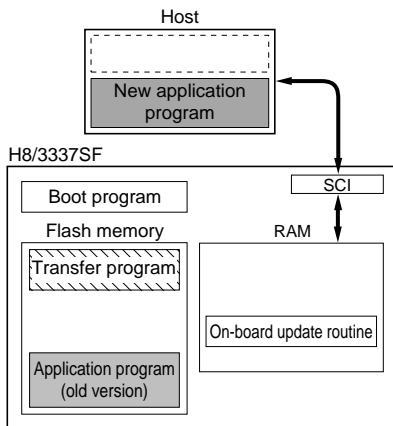 Host
New application
program
H8/3337SF
SCI
Boot program
Flash memory
RAM
Transfer program
On-board update routine
Application program
(old version)